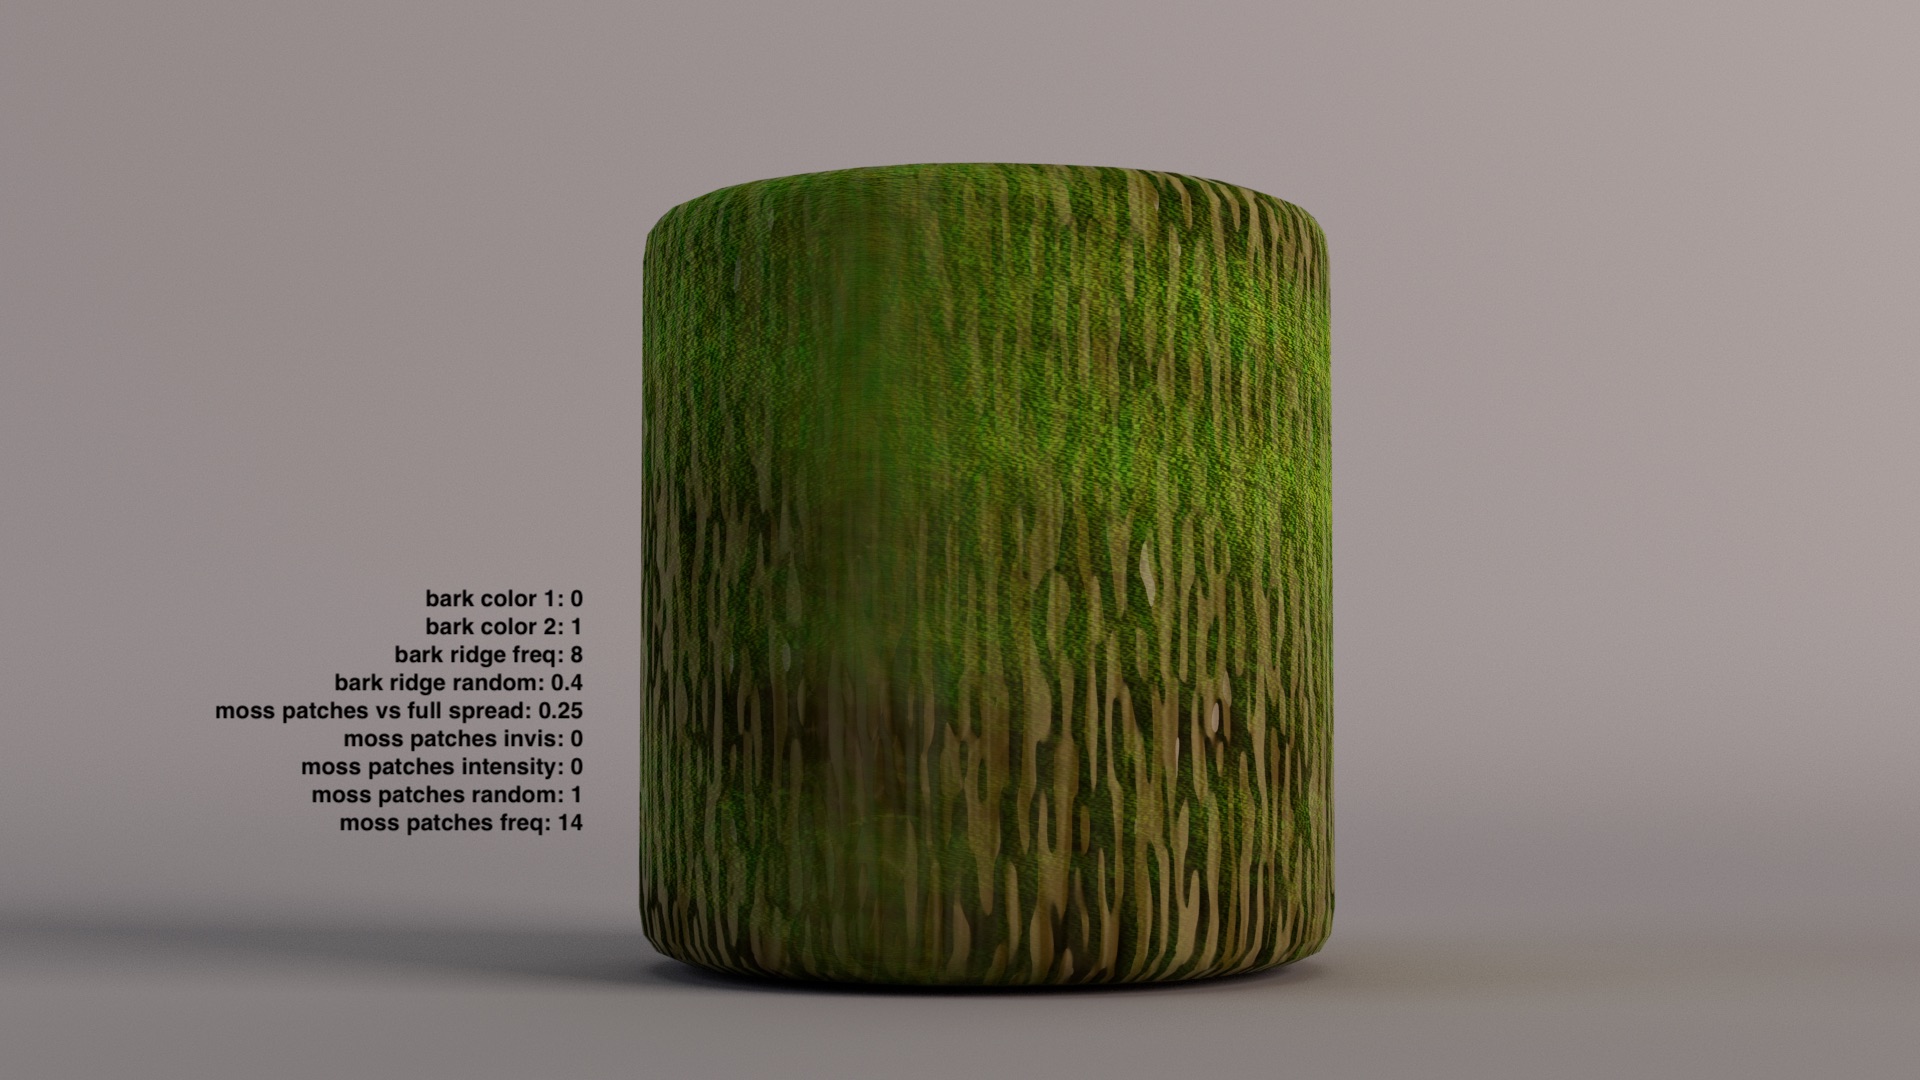 bark color 1: 0
bark color 2: 1
bark ridge freq: 8
bark ridge random: 0.4
moss patches vs full spread: 0.25
moss patches invis: 0
moss patches intensity: 0
moss patches random: 1
moss patches freq: 14